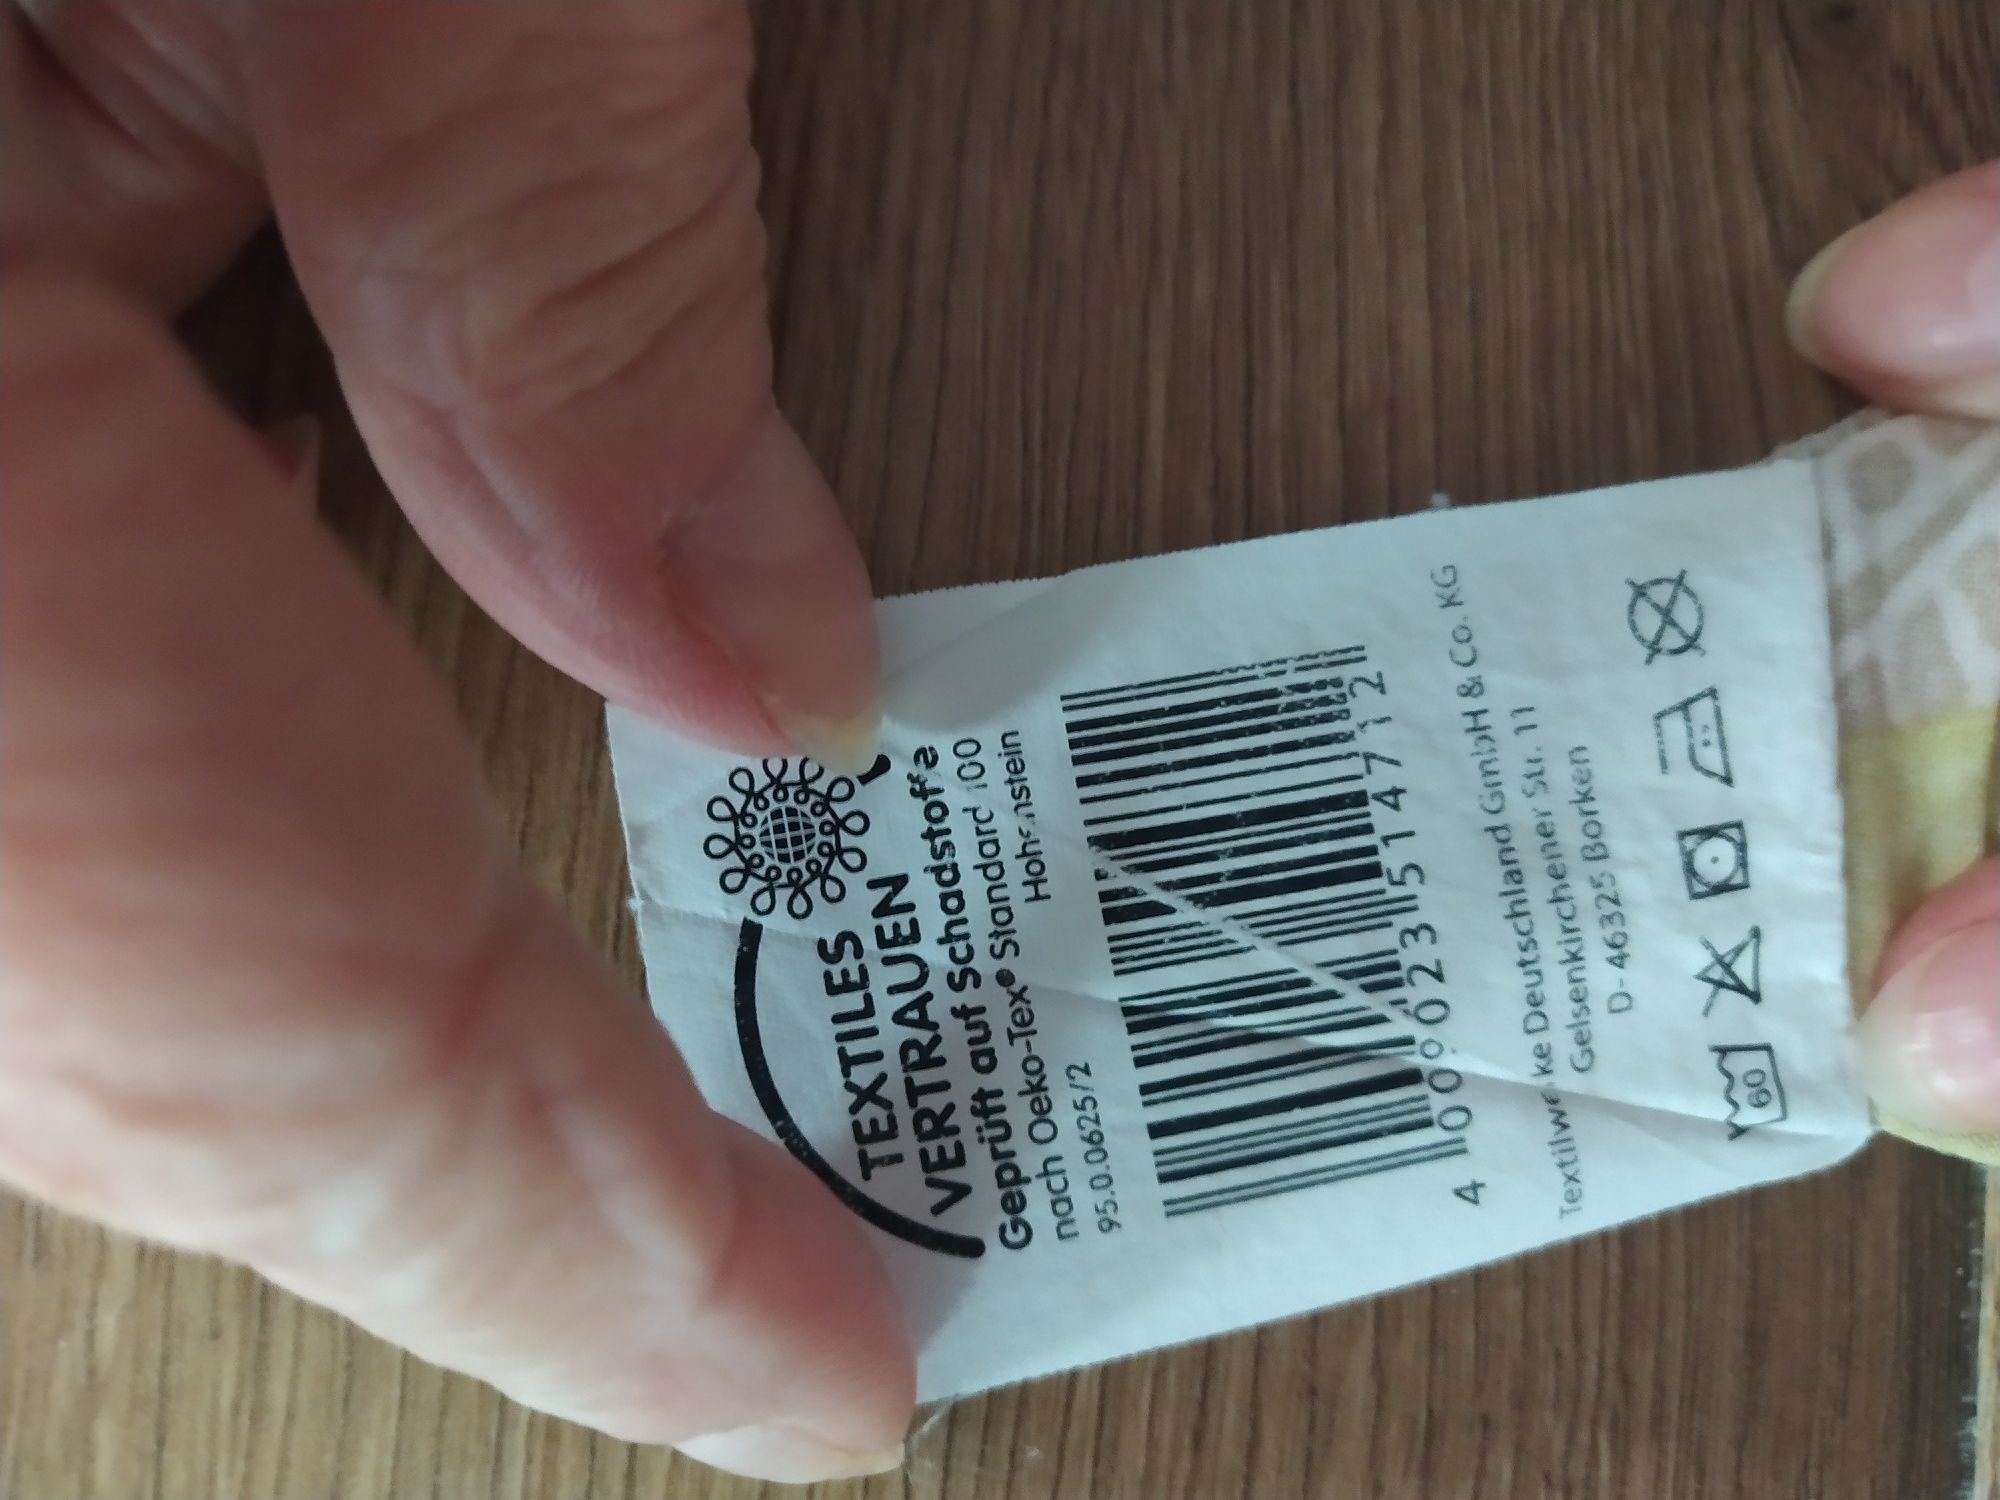 TEXTILES
VERTRAUEN
Geprüft auf Schadstoffe
nach Oeko-Tex® Standard 100
95.0.0625/2 Hohenstein
4 000023 514712
Textilwerke Deutschland GmbH & Co. KG
Gelsenkirchener Str. 11
D-46325 Borken
60